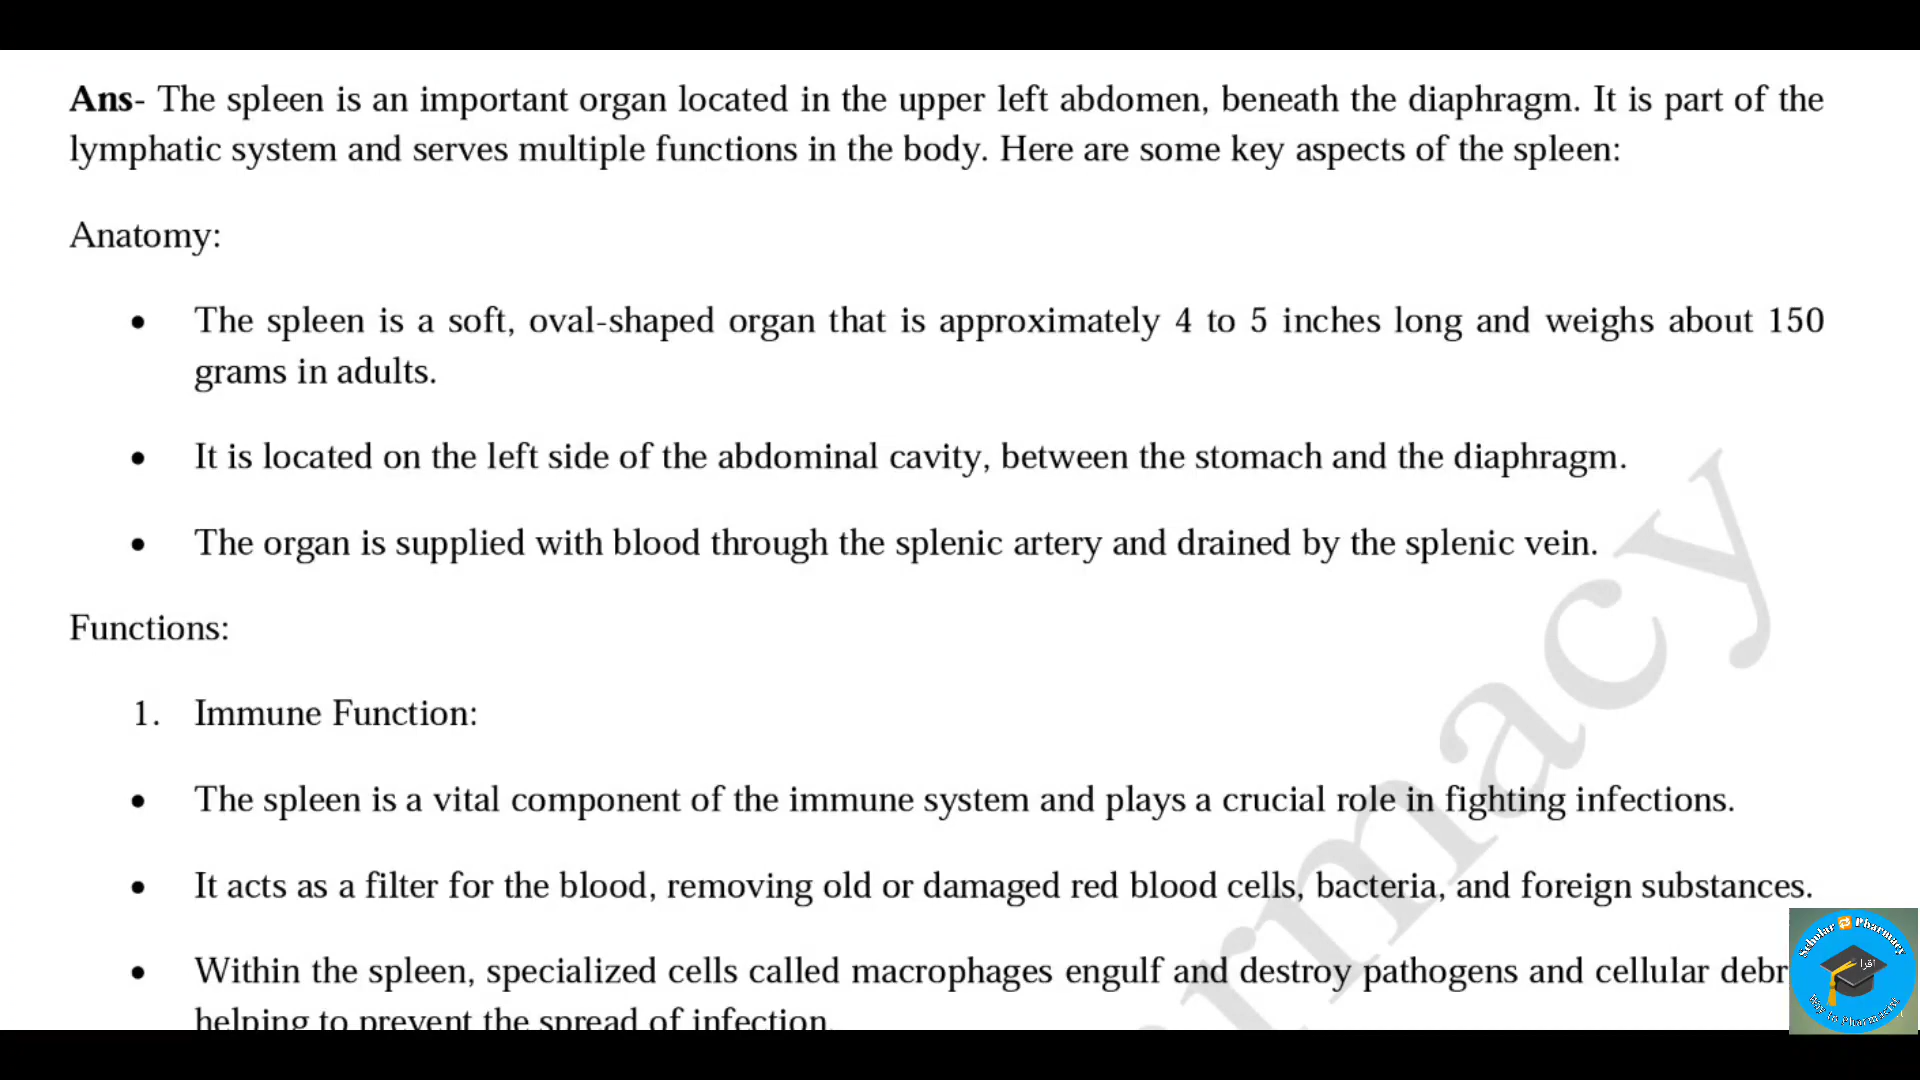 Ans- The spleen is an important organ located in the upper left abdomen, beneath the diaphragm. It is part of the
lymphatic system and serves multiple functions in the body. Here are some key aspects of the spleen:
Anatomy:
• The spleen is a soft, oval-shaped organ that is approximately 4 to 5 inches long and weighs about 150
grams in adults.
• It is located on the left side of the abdominal cavity, between the stomach and the diaphragm.
• The organ is supplied with blood through the splenic artery and drained by the splenic vein.
Functions:
1. Immune Function:
• The spleen is a vital component of the immune system and plays a crucial role in fighting infections.
• It acts as a filter for the blood, removing old or damaged red blood cells, bacteria, and foreign substances.
• Within the spleen, specialized cells called macrophages engulf and destroy pathogens and cellular debr
helping to prevent the spread of infection.
rmacy
Scholar Pharmacy
اقرا
Way to Pharmacist